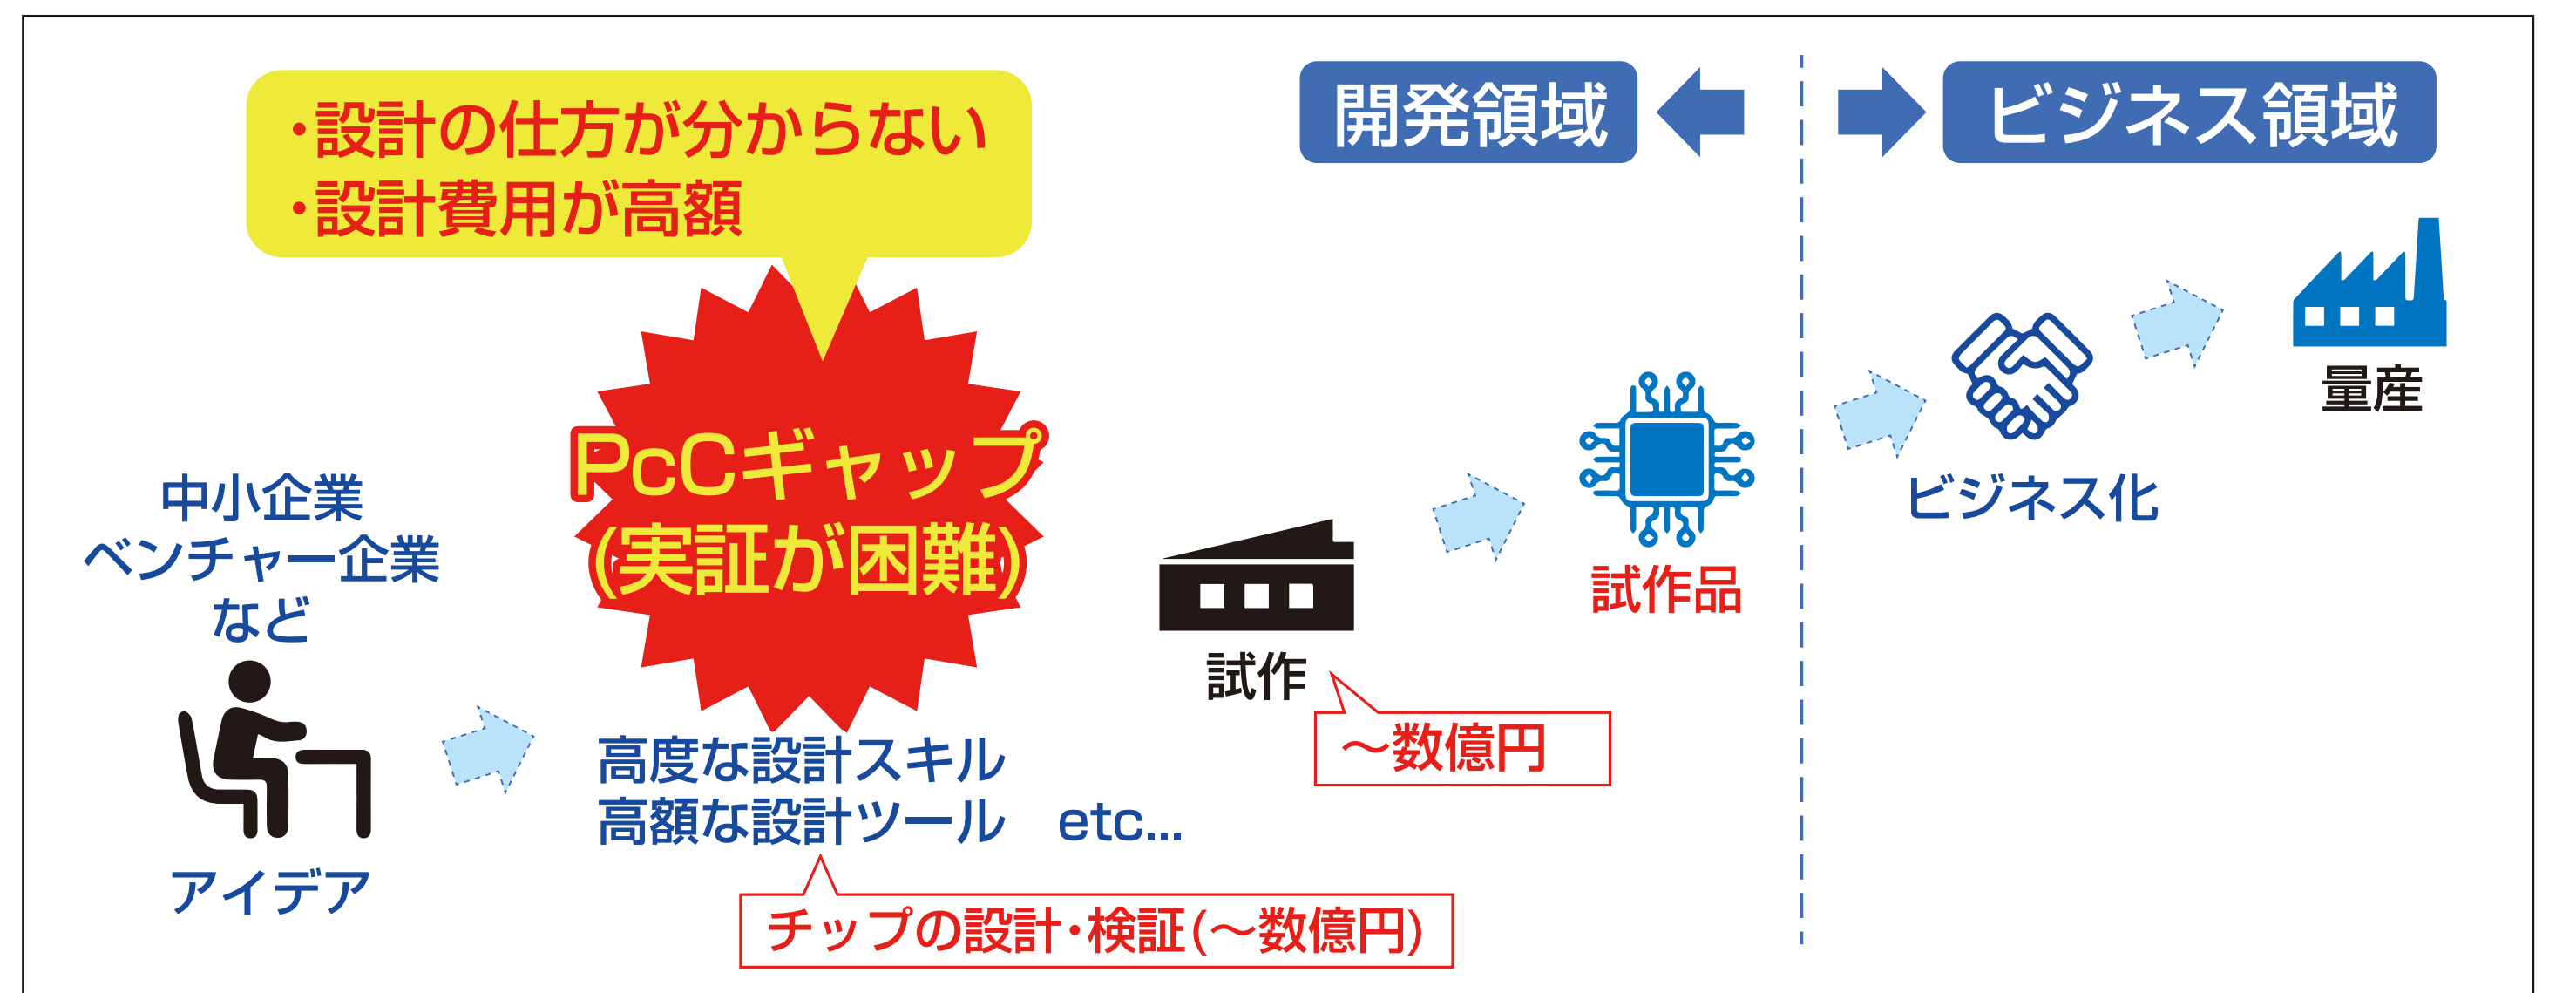 ・設計の仕方が分からない
・設計費用が高額
開発領域
ビジネス領域
中小企業
ベンチャー企業
など
アイデア
PcCギャップ
(実証が困難)
高度な設計スキル
高額な設計ツール　etc...
チップの設計・検証(～数億円)
試作
～数億円
試作品
ビジネス化
量産